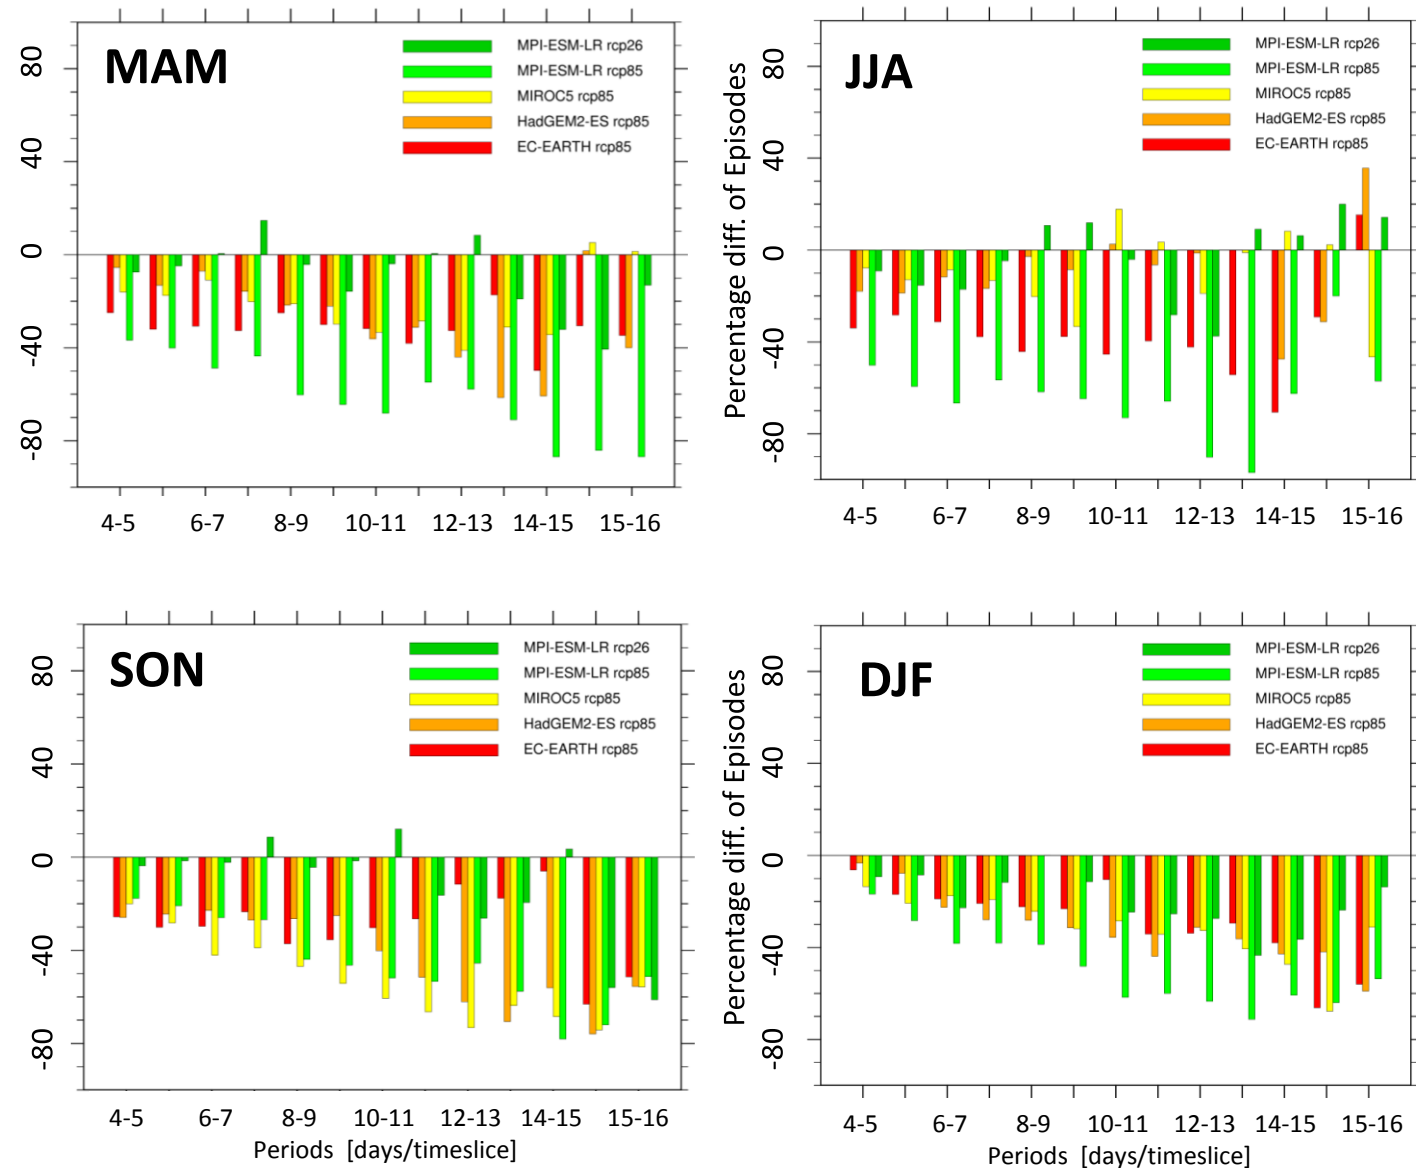 MAM
MPI-ESM-LR rcp26
MPI-ESM-LR rcp85
MIROC5 rcp85
HadGEM2-ES rcp85
EC-EARTH rcp85
80
40
0
-40
-80
4-5 6-7 8-9 10-11 12-13 14-15 15-16
JJA
MPI-ESM-LR rcp26
MPI-ESM-LR rcp85
MIROC5 rcp85
HadGEM2-ES rcp85
EC-EARTH rcp85
Percentage diff. of Episodes
80
40
0
-40
-80
4-5 6-7 8-9 10-11 12-13 14-15 15-16
SON
MPI-ESM-LR rcp26
MPI-ESM-LR rcp85
MIROC5 rcp85
HadGEM2-ES rcp85
EC-EARTH rcp85
80
40
0
-40
-80
4-5 6-7 8-9 10-11 12-13 14-15 15-16
Periods [days/timeslice]
DJF
MPI-ESM-LR rcp26
MPI-ESM-LR rcp85
MIROC5 rcp85
HadGEM2-ES rcp85
EC-EARTH rcp85
Percentage diff. of Episodes
80
40
0
-40
-80
4-5 6-7 8-9 10-11 12-13 14-15 15-16
Periods [days/timeslice]